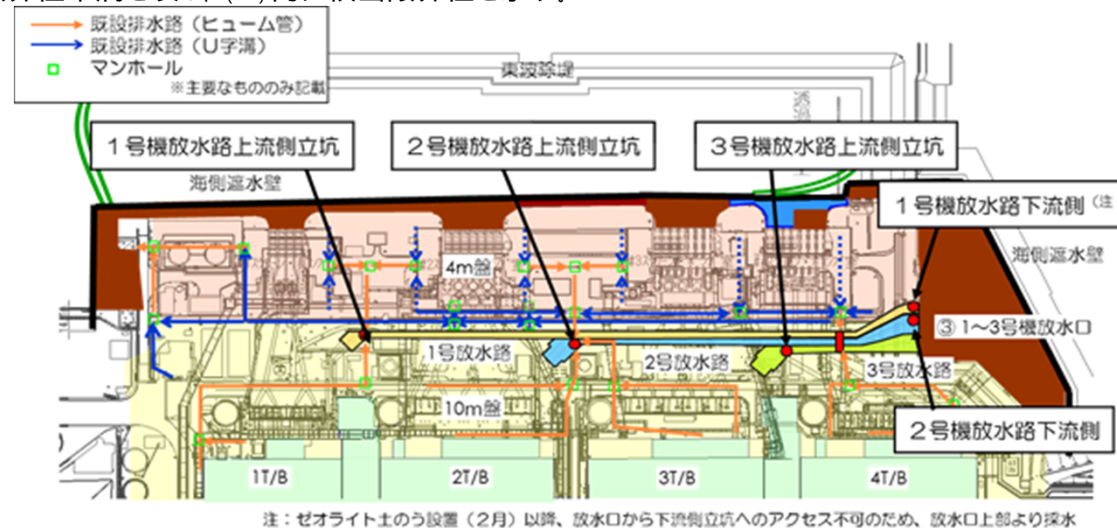 既設排水路（ヒューム管）
既設排水路（U字溝）
マンホール
※主要なもののみ記載
東波除堤
1号機放水路上流側立坑
2号機放水路上流側立坑
3号機放水路上流側立坑
海側遮水壁
1号機放水路下流側（注
海側遮水壁
4m盤
③1～3号機放水口
1号放水路
2号放水路
3号放水路
10m盤
2号機放水路下流側
1T/B
2T/B
3T/B
4T/B
注：ゼオライト土のう設置（2月）以降、放水口から下流側立坑へのアクセス不可のため、放水口上部より採水